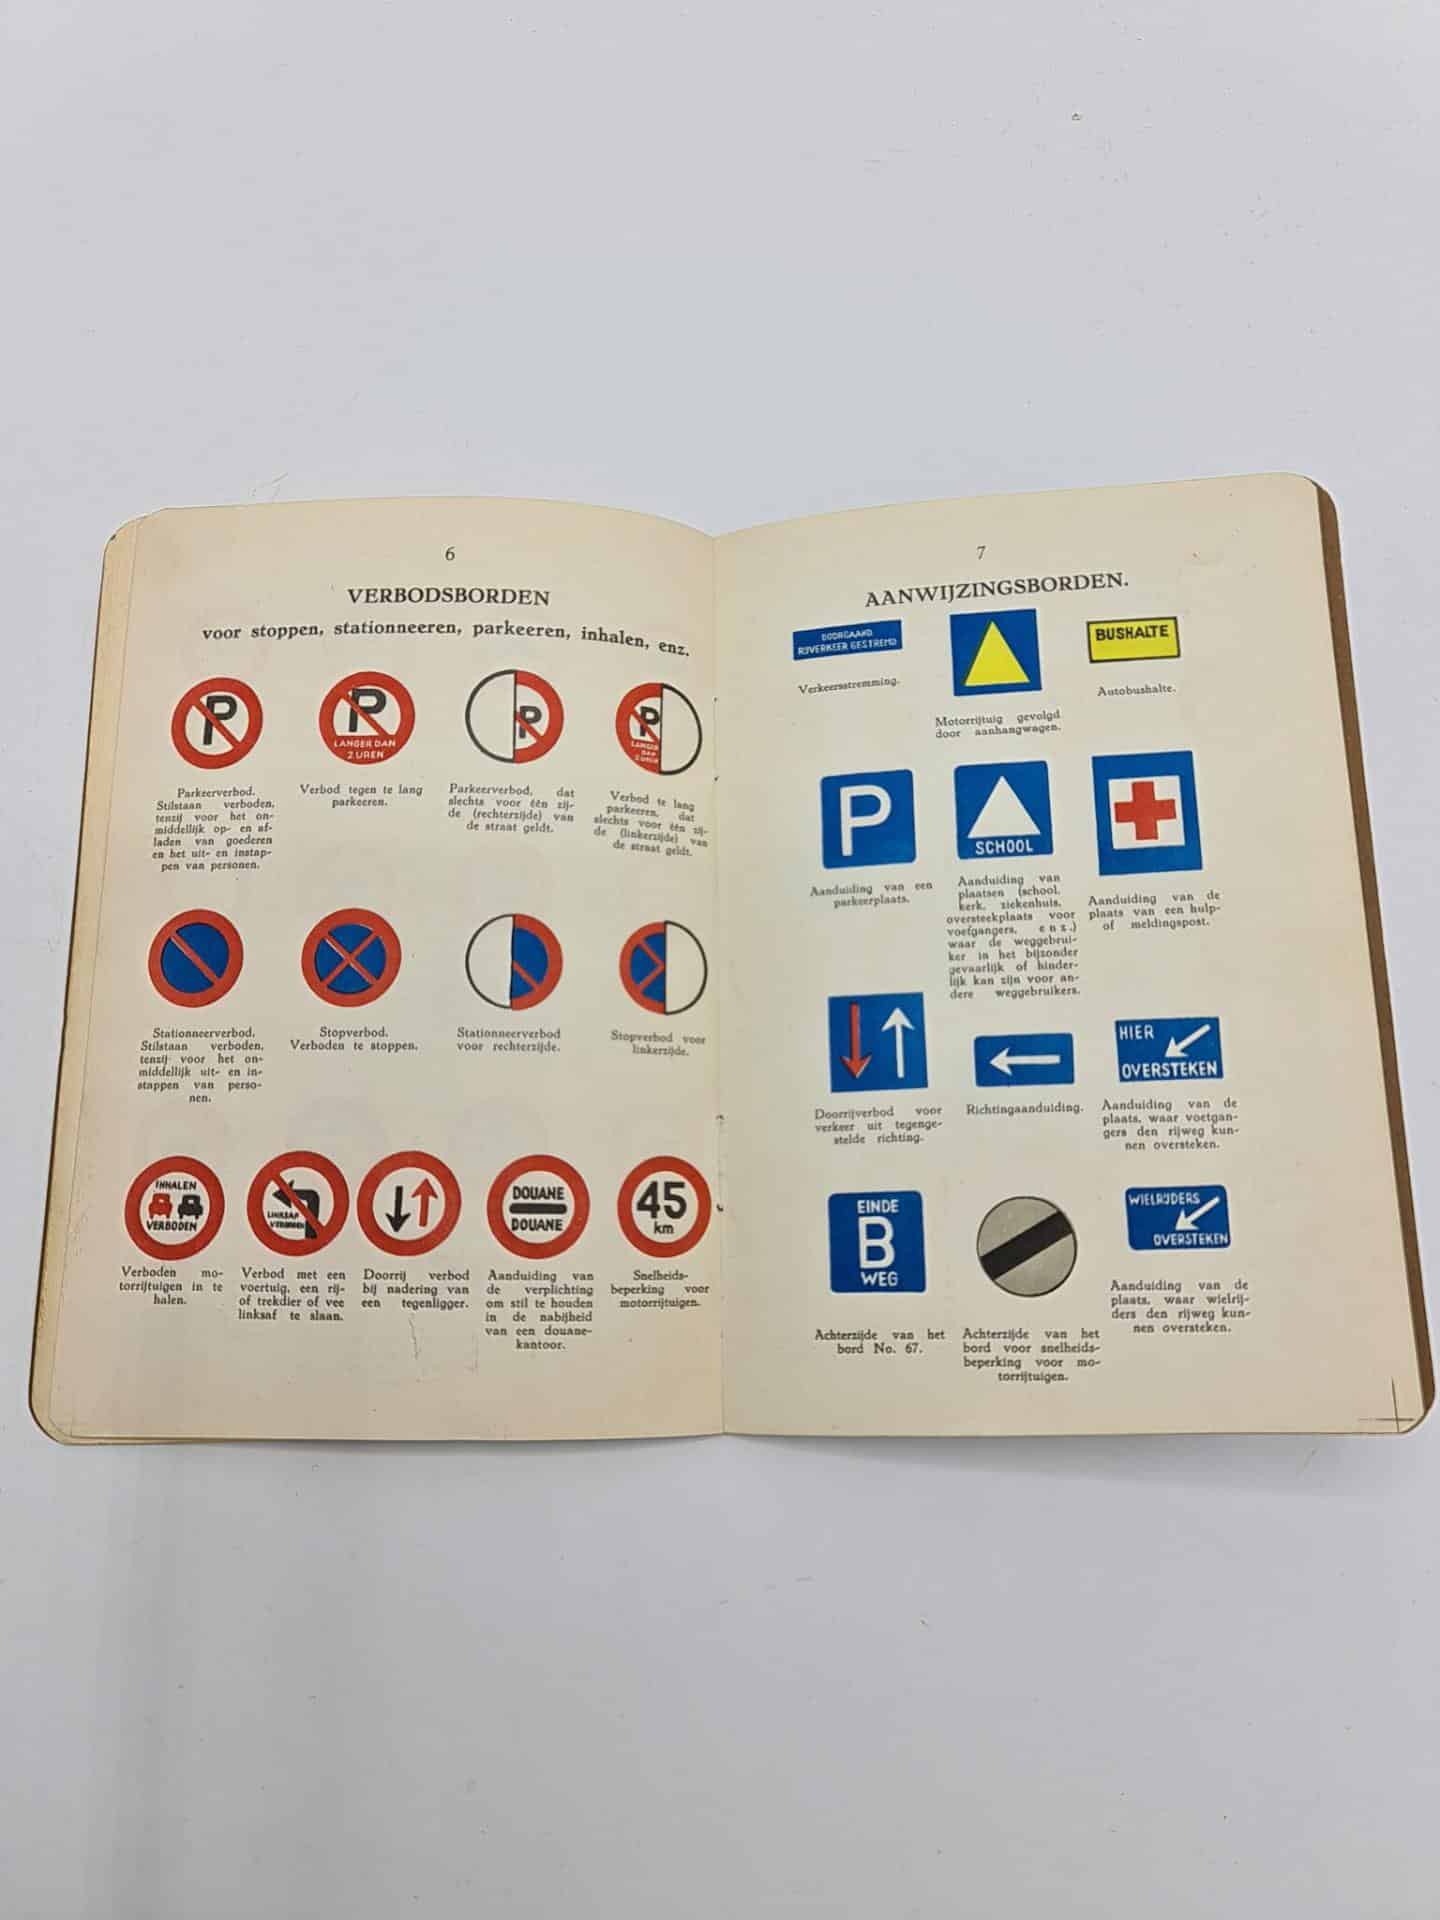 6
VERBODSBORDEN
voor stoppen, stationneeren, parkeeren, inhalen, enz.
P
P
LANGER DAN
2 UREN
P
P
LANGER
DAN
2 UREN
Parkeerverbod.
Stilstaan verboden,
tenzij voor het on-
middellijk op- en af-
laden van goederen
en het uit- en instap-
pen van personen.
Verbod tegen te lang
parkeeren.
Parkeerverbod, dat
slechts voor één zij-
de (rechterzijde) van
de straat geldt.
Verbod te lang
parkeeren, dat
slechts voor één zij-
de (linkerzijde) van
de straat geldt.
Stationneerverbod.
Stilstaan verboden,
tenzij voor het on-
middellijk uit- en in-
stappen van perso-
nen.
Stopverbod.
Verboden te stoppen.
Stationneerverbod
voor rechterzijde.
Stopverbod voor
linkerzijde.
INHALEN
VERBODEN
LINKSAF
VERBODEN
DOUANE
DOUANE
45
km
Verboden mo-
torrijtuigen in te
halen.
Verbod met een
voertuig, een rij-
of trekdier of vee
linksaf te slaan.
Doorrij verbod
bij nadering van
een tegenligger.
Aanduiding van
de verplichting
om stil te houden
in de nabijheid
van een douane-
kantoor.
Snelheids-
beperking voor
motorrijtuigen.
7
AANWIJZINGSBORDEN.
DOORGAAND
RIJVERKEER GESTREMD
BUSHALTE
Verkeersstremming.
Motorrijtuig gevolgd
door aanhangwagen.
Autobushalte.
P
SCHOOL
Aanduiding van een
parkeerplaats.
Aanduiding van
plaatsen (school,
kerk, ziekenhuis,
oversteekplaats voor
voetgangers, enz.)
waar de weggebrui-
ker in het bijzonder
gevaarlijk of hinder-
lijk kan zijn voor an-
dere weggebruikers.
Aanduiding van de
plaats van een hulp-
of meldingspost.
HIER
OVERSTEKEN
Doorrijverbod voor
verkeer uit tegenge-
stelde richting.
Richtingaanduiding.
Aanduiding van de
plaats, waar voetgan-
gers den rijweg kun-
nen oversteken.
EINDE
B
WEG
WIELRIJDERS
OVERSTEKEN
Achterzijde van het
bord No. 67.
Achterzijde van het
bord voor snelheids-
beperking voor mo-
torrijtuigen.
Aanduiding van de
plaats, waar wielrij-
ders den rijweg kun-
nen oversteken.